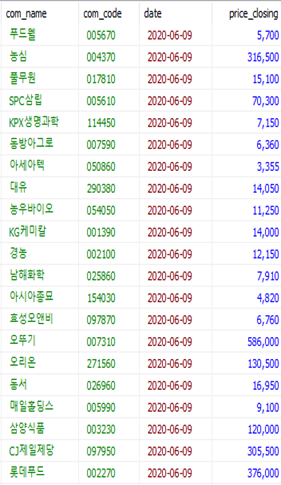 com_name com_code date price_closing
푸드웰 005670 2020-06-09 5,700
농심 004370 2020-06-09 316,500
풀무원 017810 2020-06-09 15,100
SPC삼립 005610 2020-06-09 70,300
KPX생명과학 114450 2020-06-09 7,150
동방아그로 007590 2020-06-09 6,360
아세아텍 050860 2020-06-09 3,355
대유 290380 2020-06-09 14,050
농우바이오 054050 2020-06-09 11,250
KG케미칼 001390 2020-06-09 14,000
경농 002100 2020-06-09 12,150
남해화학 025860 2020-06-09 7,910
아시아종묘 154030 2020-06-09 4,820
효성오앤비 097870 2020-06-09 6,760
오뚜기 007310 2020-06-09 586,000
오리온 271560 2020-06-09 130,500
동서 026960 2020-06-09 16,950
매일홀딩스 005990 2020-06-09 9,100
삼양식품 003230 2020-06-09 120,000
CJ제일제당 097950 2020-06-09 305,500
롯데푸드 002270 2020-06-09 376,000